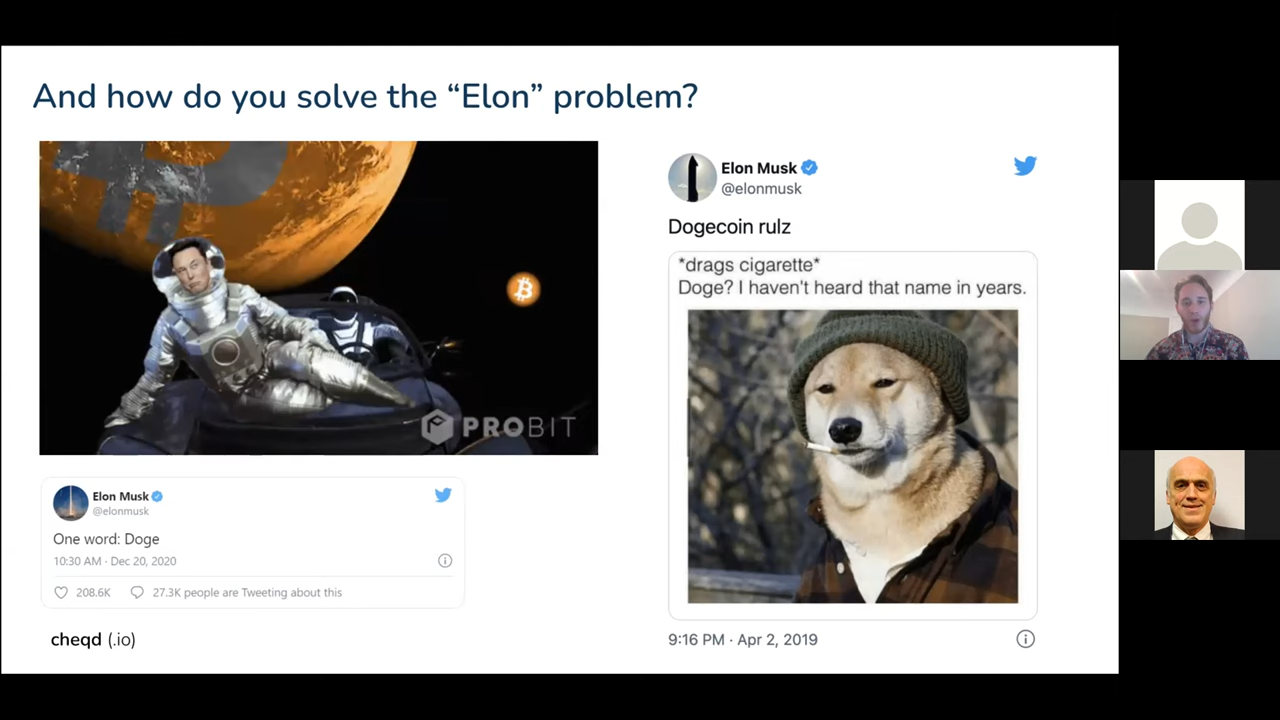 And how do you solve the “Elon” problem?
PROBIT
Elon Musk
@elonmusk
One word: Doge
10:30 AM · Dec 20, 2020
208.6K 27.3K people are Tweeting about this
cheqd (.io)
Elon Musk
@elonmusk
Dogecoin rulz
*drags cigarette*
Doge? I haven't heard that name in years.
9:16 PM · Apr 2, 2019